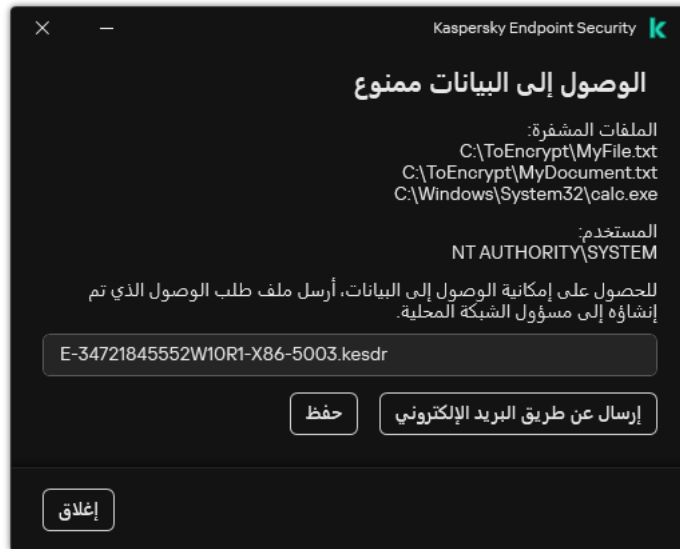 Kaspersky Endpoint Security
الوصول إلى البيانات ممنوع
الملفات المشفرة:
C:\ToEncrypt\MyFile.txt
C:\ToEncrypt\MyDocument.txt
C:\Windows\System32\calc.exe
المستخدم:
NT AUTHORITY\SYSTEM
للحصول على إمكانية الوصول إلى البيانات، أرسل ملف طلب الوصول الذي تم
إنشاؤه إلى مسؤول الشبكة المحلية.
E-34721845552W10R1-X86-5003.kesdr
إرسال عن طريق البريد الإلكتروني
حفظ
إغلاق